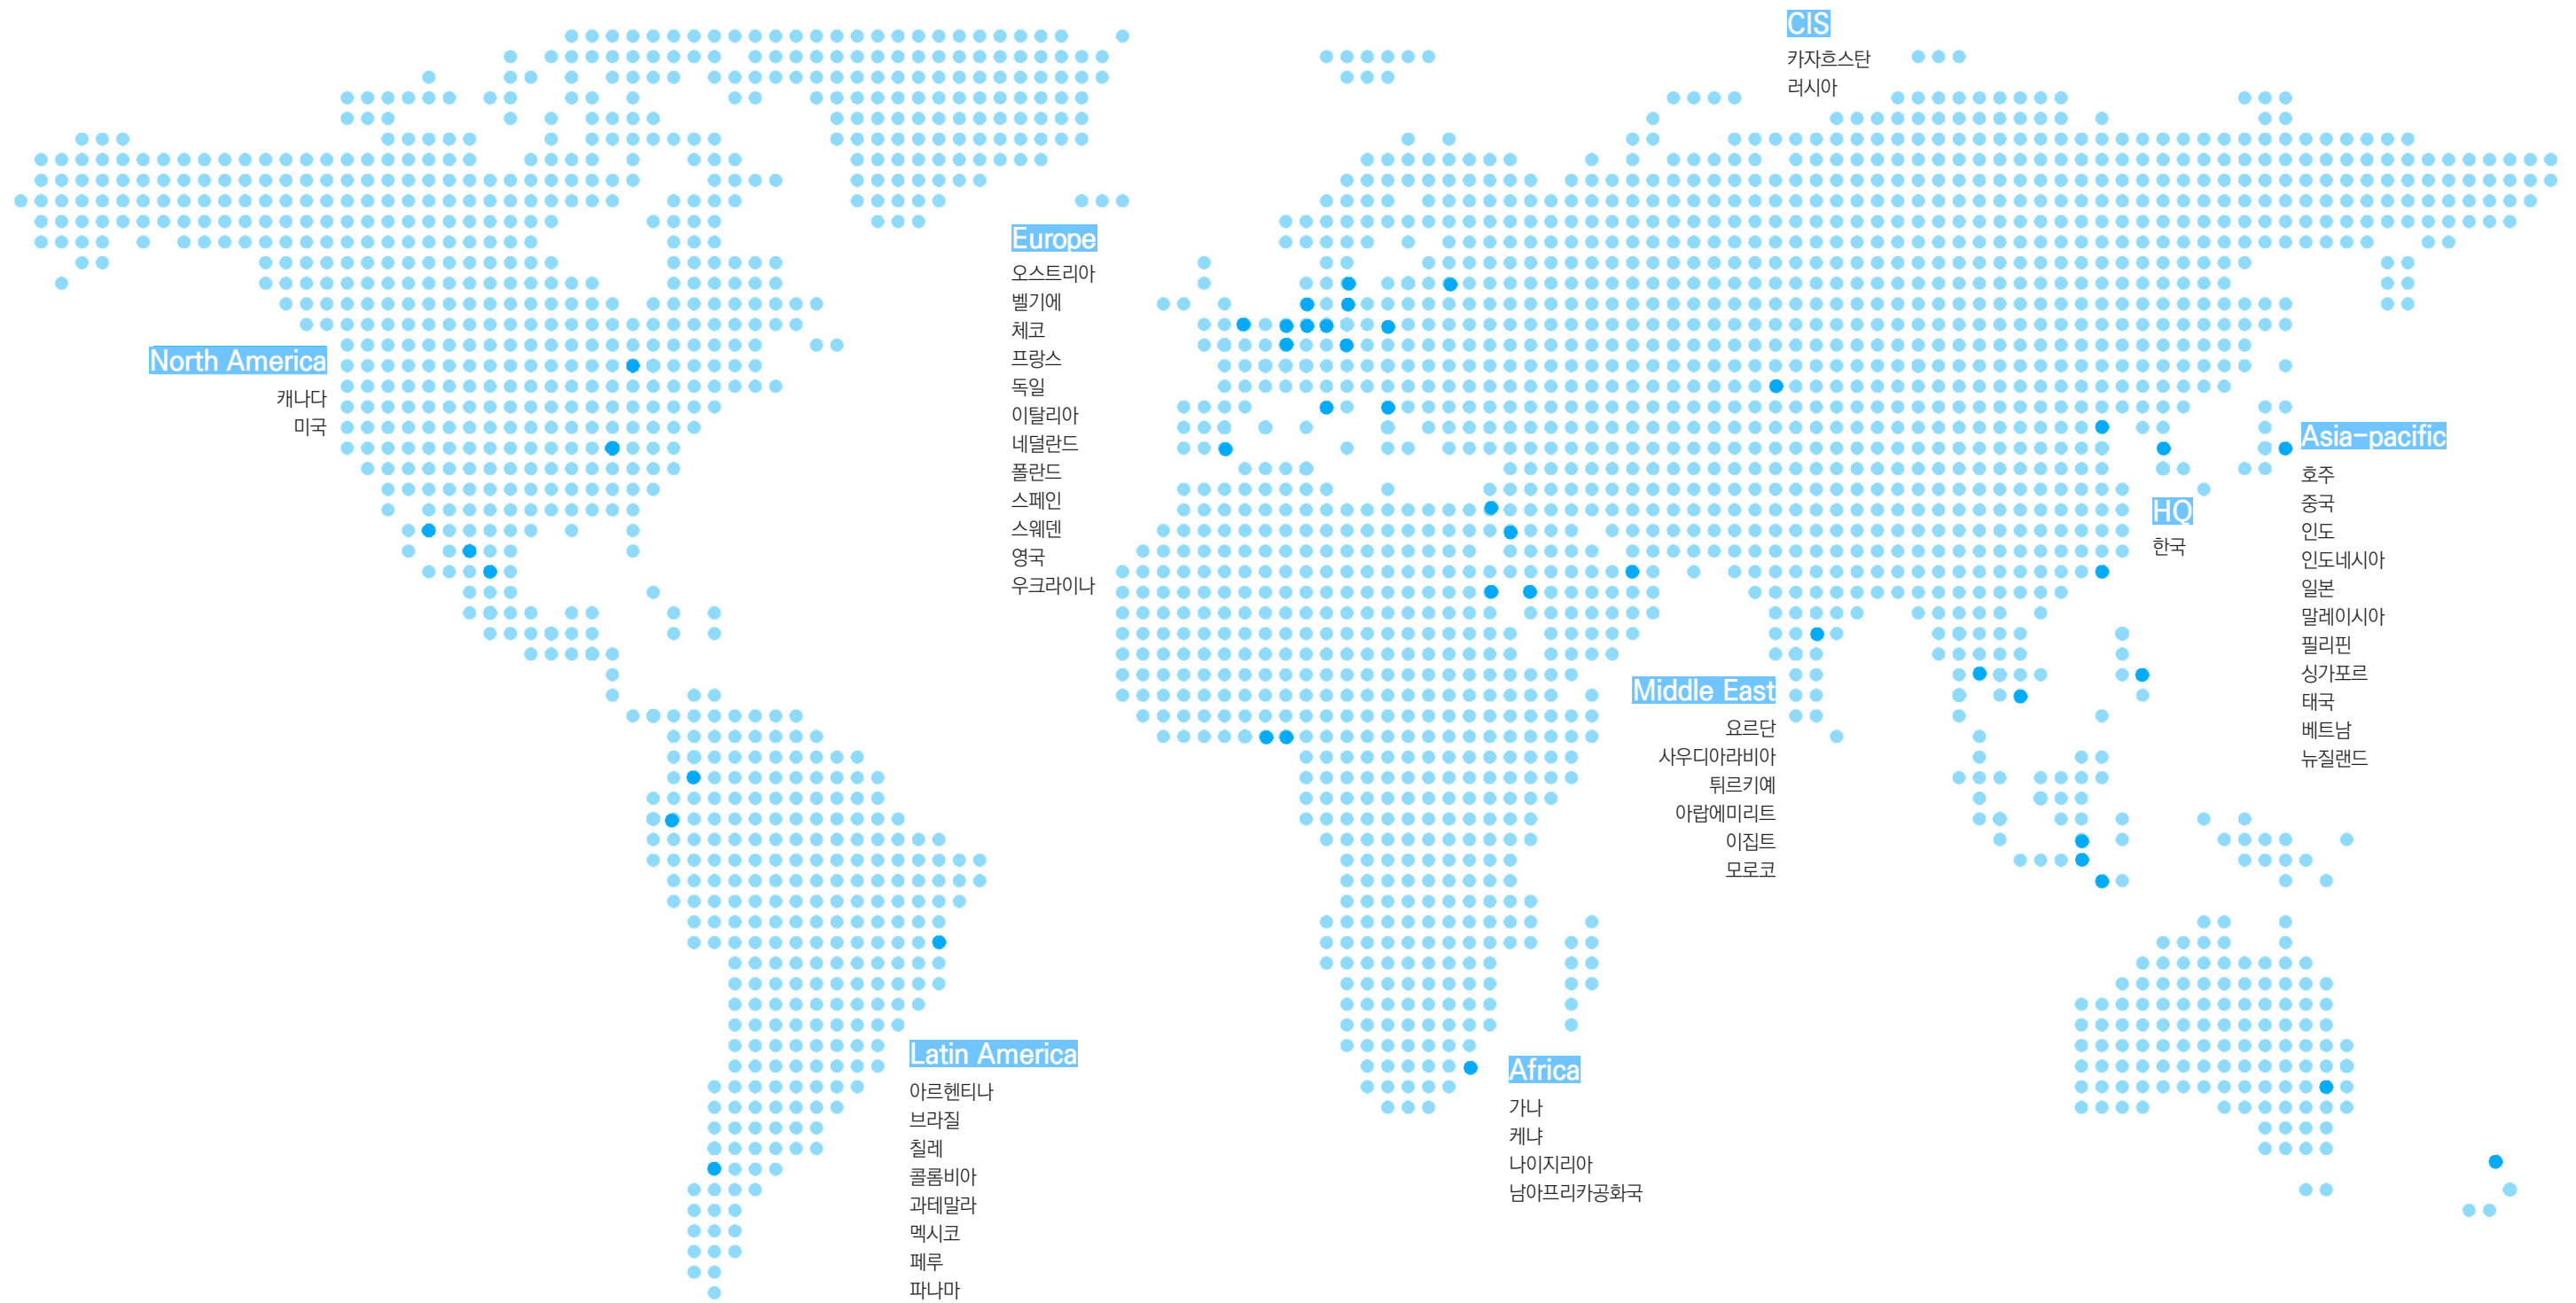 CIS
카자흐스탄
러시아
Europe
오스트리아
벨기에
체코
프랑스
독일
이탈리아
네덜란드
폴란드
스페인
스웨덴
영국
우크라이나
North America
캐나다
미국
Asia-pacific
호주
중국
인도
인도네시아
일본
말레이시아
필리핀
싱가포르
태국
베트남
뉴질랜드
HQ
한국
Middle East
요르단
사우디아라비아
튀르키예
아랍에미리트
이집트
모로코
Latin America
아르헨티나
브라질
칠레
콜롬비아
과테말라
멕시코
페루
파나마
Africa
가나
케냐
나이지리아
남아프리카공화국